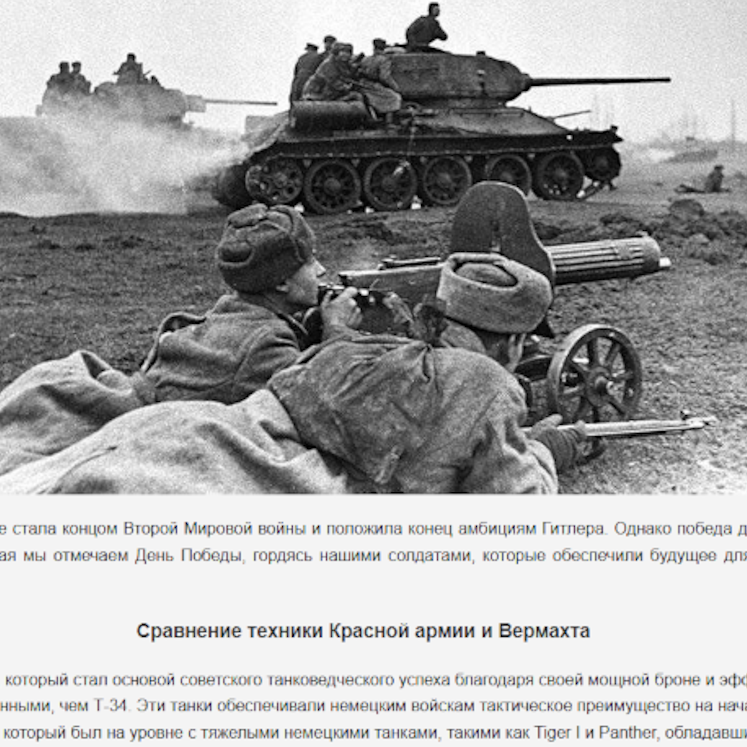 е стала концом Второй Мировой войны и положила конец амбициям Гитлера. Однако победа д
ая мы отмечаем День Победы, гордясь нашими солдатами, которые обеспечили будущее для
Сравнение техники Красной армии и Вермахта
который стал основой советского танковедческого успеха благодаря своей мощной броне и эфф
нными, чем Т-34. Эти танки обеспечивали немецким войскам тактическое преимущество на нача
который был на уровне с тяжелыми немецкими танками, такими как Tiger I и Panther, обладавши